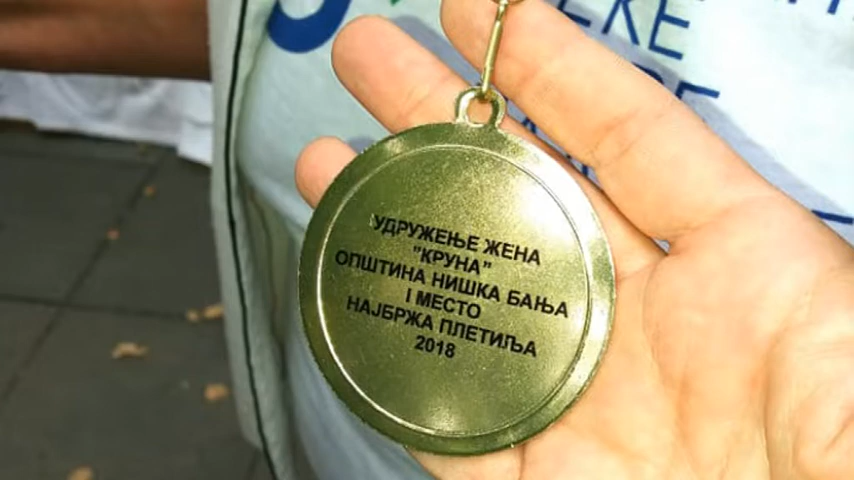 УДРУЖЕЊЕ ЖЕНА
"КРУНА"
ОПШТИНА НИШКА БАЊА
I МЕСТО
НАЈБРЖА ПЛЕТИЉА
2018